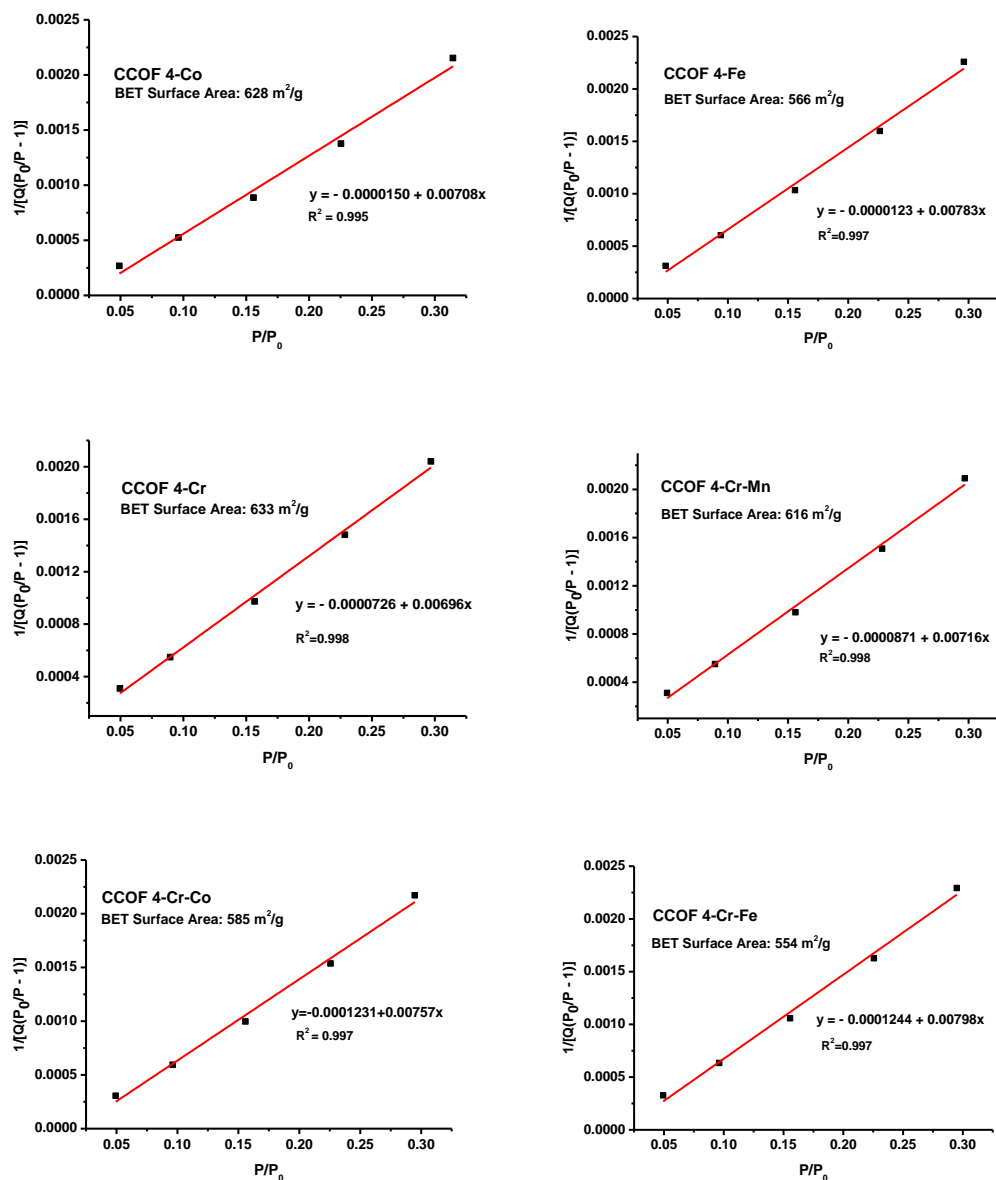 0.0025
0.0020
0.0015
0.0010
0.0005
0.0000
1/[Q(P₀/P - 1)]
CCOF 4-Co
BET Surface Area: 628 m²/g
y = - 0.0000150 + 0.00708x
R² = 0.995
0.05 0.10 0.15 0.20 0.25 0.30
P/P₀
0.0025
0.0020
0.0015
0.0010
0.0005
0.0000
1/[Q(P₀/P - 1)]
CCOF 4-Fe
BET Surface Area: 566 m²/g
y = - 0.0000123 + 0.00783x
R²=0.997
0.05 0.10 0.15 0.20 0.25 0.30
P/P₀
0.0020
0.0016
0.0012
0.0008
0.0004
1/[Q(P₀/P - 1)]
CCOF 4-Cr
BET Surface Area: 633 m²/g
y = - 0.0000726 + 0.00696x
R²=0.998
0.05 0.10 0.15 0.20 0.25 0.30
P/P₀
0.0020
0.0016
0.0012
0.0008
0.0004
1/[Q(P₀/P - 1)]
CCOF 4-Cr-Mn
BET Surface Area: 616 m²/g
y = - 0.0000871 + 0.00716x
R²=0.998
0.05 0.10 0.15 0.20 0.25 0.30
P/P₀
0.0025
0.0020
0.0015
0.0010
0.0005
0.0000
1/[Q(P₀/P - 1)]
CCOF 4-Cr-Co
BET Surface Area: 585 m²/g
y=-0.0001231+0.00757x
R² = 0.997
0.05 0.10 0.15 0.20 0.25 0.30
P/P₀
0.0025
0.0020
0.0015
0.0010
0.0005
0.0000
1/[Q(P₀/P - 1)]
CCOF 4-Cr-Fe
BET Surface Area: 554 m²/g
y = - 0.0001244 + 0.00798x
R²=0.997
0.05 0.10 0.15 0.20 0.25 0.30
P/P₀